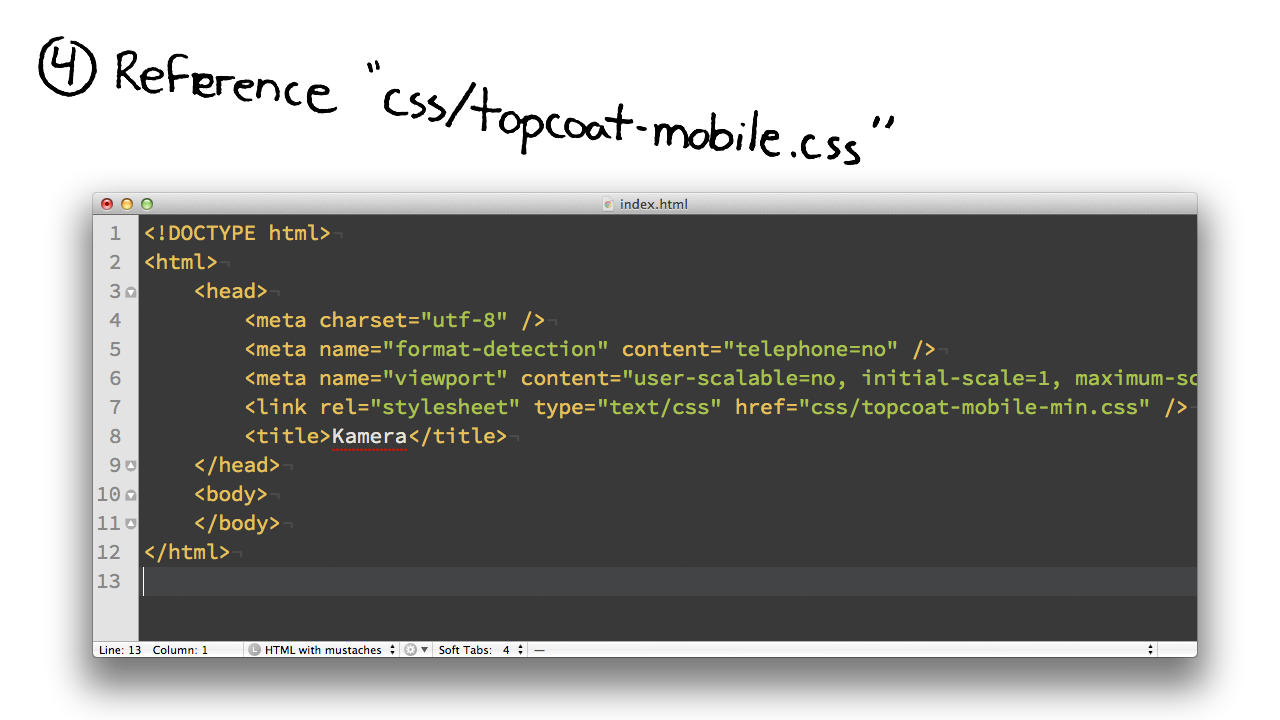 ④ Reference "css/topcoat-mobile.css"
index.html
1 <!DOCTYPE html>¬
2 <html>¬
3 <head>¬
4 <meta charset="utf-8" />¬
5 <meta name="format-detection" content="telephone=no" />¬
6 <meta name="viewport" content="user-scalable=no, initial-scale=1, maximum-sc
7 <link rel="stylesheet" type="text/css" href="css/topcoat-mobile-min.css" />¬
8 <title>Kamera</title>¬
9 </head>¬
10 <body>¬
11 </body>¬
12 </html>¬
13
Line: 13 Column: 1 L HTML with mustaches Soft Tabs: 4 —